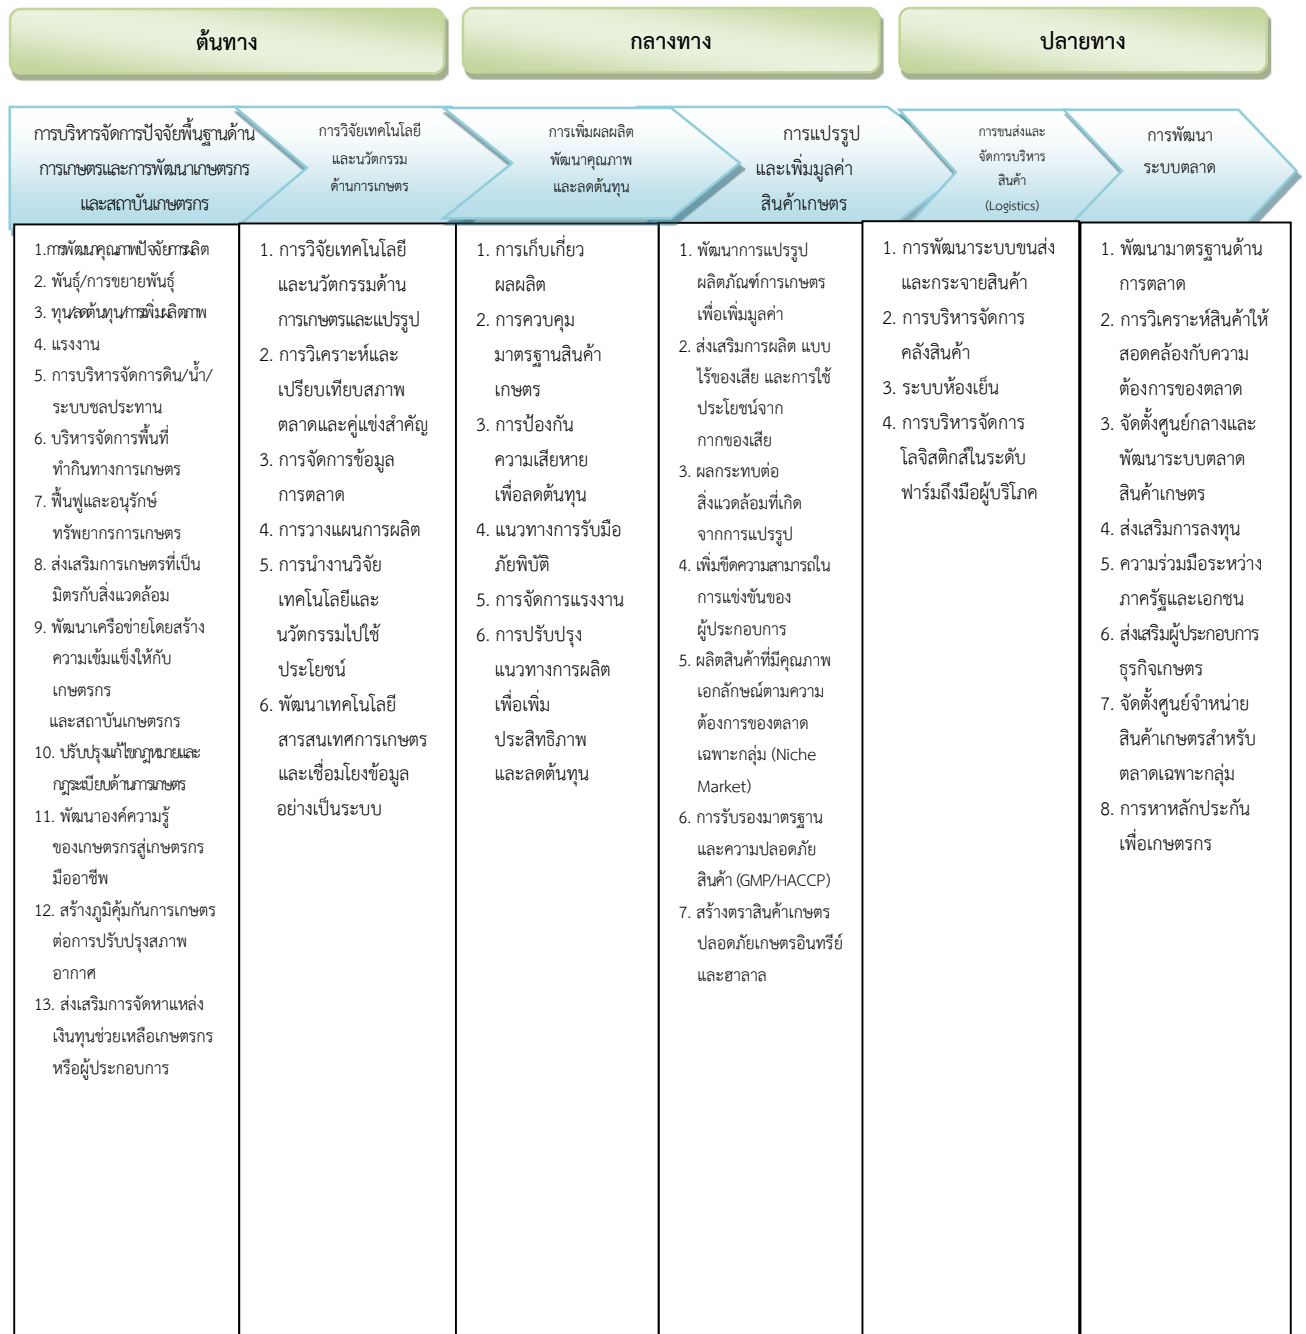 ต้นทาง
กลางทาง
ปลายทาง
การบริหารจัดการปัจจัยพื้นฐานด้าน
การเกษตรและการพัฒนาเกษตรกร
และสถาบันเกษตรกร
การวิจัยเทคโนโลยี
และนวัตกรรม
ด้านการเกษตร
การเพิ่มผลผลิต
พัฒนาคุณภาพ
และลดต้นทุน
การแปรรูป
และเพิ่มมูลค่า
สินค้าเกษตร
การขนส่งและ
จัดการบริหาร
สินค้า
(Logistics)
การพัฒนา
ระบบตลาด
1.การพัฒนาคุณภาพปัจจัยการผลิต
2. พันธุ์/การขยายพันธุ์
3. ทุน/ลดต้นทุน/การเพิ่มผลิตภาพ
4. แรงงาน
5. การบริหารจัดการดิน/น้ำ/
ระบบชลประทาน
6. บริหารจัดการพื้นที่
ทำกินทางการเกษตร
7. ฟื้นฟูและอนุรักษ์
ทรัพยากรการเกษตร
8. ส่งเสริมการเกษตรที่เป็น
มิตรกับสิ่งแวดล้อม
9. พัฒนาเครือข่ายโดยสร้าง
ความเข้มแข็งให้กับ
เกษตรกร
และสถาบันเกษตรกร
10. ปรับปรุงแก้ไขกฎหมายและ
กฎระเบียบด้านการเกษตร
11. พัฒนาองค์ความรู้
ของเกษตรกรสู่เกษตรกร
มืออาชีพ
12. สร้างภูมิคุ้มกันการเกษตร
ต่อการปรับปรุงสภาพ
อากาศ
13. ส่งเสริมการจัดหาแหล่ง
เงินทุนช่วยเหลือเกษตรกร
หรือผู้ประกอบการ
1. การวิจัยเทคโนโลยี
และนวัตกรรมด้าน
การเกษตรและแปรรูป
2. การวิเคราะห์และ
เปรียบเทียบสภาพ
ตลาดและคู่แข่งสำคัญ
3. การจัดการข้อมูล
การตลาด
4. การวางแผนการผลิต
5. การนำงานวิจัย
เทคโนโลยีและ
นวัตกรรมไปใช้
ประโยชน์
6. พัฒนาเทคโนโลยี
สารสนเทศการเกษตร
และเชื่อมโยงข้อมูล
อย่างเป็นระบบ
1. การเก็บเกี่ยว
ผลผลิต
2. การควบคุม
มาตรฐานสินค้า
เกษตร
3. การป้องกัน
ความเสียหาย
เพื่อลดต้นทุน
4. แนวทางการรับมือ
ภัยพิบัติ
5. การจัดการแรงงาน
6. การปรับปรุง
แนวทางการผลิต
เพื่อเพิ่ม
ประสิทธิภาพ
และลดต้นทุน
1. พัฒนาการแปรรูป
ผลิตภัณฑ์การเกษตร
เพื่อเพิ่มมูลค่า
2. ส่งเสริมการผลิต แบบ
ไร้ของเสีย และการใช้
ประโยชน์จาก
กากของเสีย
3. ผลกระทบต่อ
สิ่งแวดล้อมที่เกิด
จากการแปรรูป
4. เพิ่มขีดความสามารถใน
การแข่งขันของ
ผู้ประกอบการ
5. ผลิตสินค้าที่มีคุณภาพ
เอกลักษณ์ตามความ
ต้องการของตลาด
เฉพาะกลุ่ม (Niche
Market)
6. การรับรองมาตรฐาน
และความปลอดภัย
สินค้า (GMP/HACCP)
7. สร้างตราสินค้าเกษตร
ปลอดภัยเกษตรอินทรีย์
และฮาลาล
1. การพัฒนาระบบขนส่ง
และกระจายสินค้า
2. การบริหารจัดการ
คลังสินค้า
3. ระบบห้องเย็น
4. การบริหารจัดการ
โลจิสติกส์ในระดับ
ฟาร์มถึงมือผู้บริโภค
1. พัฒนามาตรฐานด้าน
การตลาด
2. การวิเคราะห์สินค้าให้
สอดคล้องกับความ
ต้องการของตลาด
3. จัดตั้งศูนย์กลางและ
พัฒนาระบบตลาด
สินค้าเกษตร
4. ส่งเสริมการลงทุน
5. ความร่วมมือระหว่าง
ภาครัฐและเอกชน
6. ส่งเสริมผู้ประกอบการ
ธุรกิจเกษตร
7. จัดตั้งศูนย์จำหน่าย
สินค้าเกษตรสำหรับ
ตลาดเฉพาะกลุ่ม
8. การหาหลักประกัน
เพื่อเกษตรกร